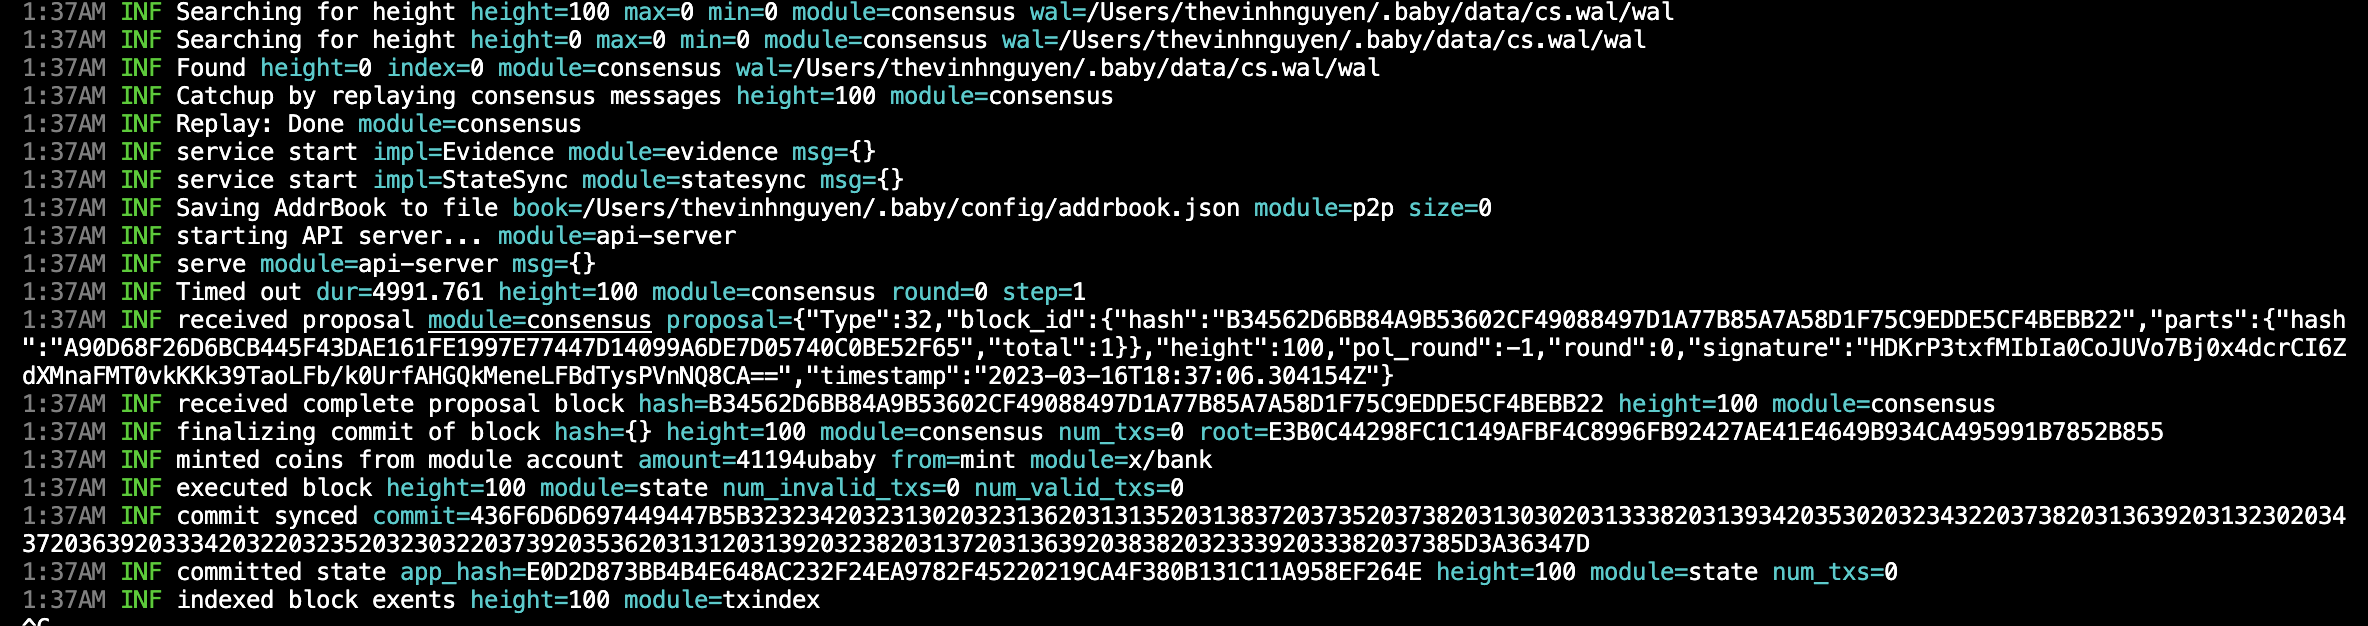 1:37AM INF Searching for height height=100 max=0 min=0 module=consensus wal=/Users/thevinhnguyen/.baby/data/cs.wal/wal
1:37AM INF Searching for height height=0 max=0 min=0 module=consensus wal=/Users/thevinhnguyen/.baby/data/cs.wal/wal
1:37AM INF Found height=0 index=0 module=consensus wal=/Users/thevinhnguyen/.baby/data/cs.wal/wal
1:37AM INF Catchup by replaying consensus messages height=100 module=consensus
1:37AM INF Replay: Done module=consensus
1:37AM INF service start impl=Evidence module=evidence msg={}
1:37AM INF service start impl=StateSync module=statesync msg={}
1:37AM INF Saving AddrBook to file book=/Users/thevinhnguyen/.baby/config/addrbook.json module=p2p size=0
1:37AM INF starting API server... module=api-server
1:37AM INF serve module=api-server msg={}
1:37AM INF Timed out dur=4991.761 height=100 module=consensus round=0 step=1
1:37AM INF received proposal module=consensus proposal={"Type":32,"block_id":{"hash":"B34562D6BB84A9B53602CF49088497D1A77B85A7A58D1F75C9EDDE5CF4BEBB22","parts":{"hash
":"A90D68F26D6BCB445F43DAE161FE1997E77447D14099A6DE7D05740C0BE52F65","total":1}},"height":100,"pol_round":-1,"round":0,"signature":"HDKrP3txfMIbIa0CoJUVo7Bj0x4dcrCI6Z
dXMnaFMT0vkKKk39TaoLFb/k0UrfAHGQkMeneLFBdTysPVnNQ8CA==","timestamp":"2023-03-16T18:37:06.304154Z"}
1:37AM INF received complete proposal block hash=B34562D6BB84A9B53602CF49088497D1A77B85A7A58D1F75C9EDDE5CF4BEBB22 height=100 module=consensus
1:37AM INF finalizing commit of block hash={} height=100 module=consensus num_txs=0 root=E3B0C44298FC1C149AFBF4C8996FB92427AE41E4649B934CA495991B7852B855
1:37AM INF minted coins from module account amount=41194ubaby from=mint module=x/bank
1:37AM INF executed block height=100 module=state num_invalid_txs=0 num_valid_txs=0
1:37AM INF commit synced commit=436F6D6D697449447B5B323234203231302032313620313135203138372037352037382031303020313338203139342035302032343220373820313639203132302034
3720363920333420322032352032303220373920353620313120313920323820313720313639203838203233392033382037385D3A36347D
1:37AM INF committed state app_hash=E0D2D873BB4B4E648AC232F24EA9782F45220219CA4F380B131C11A958EF264E height=100 module=state num_txs=0
1:37AM INF indexed block exents height=100 module=txindex
^C